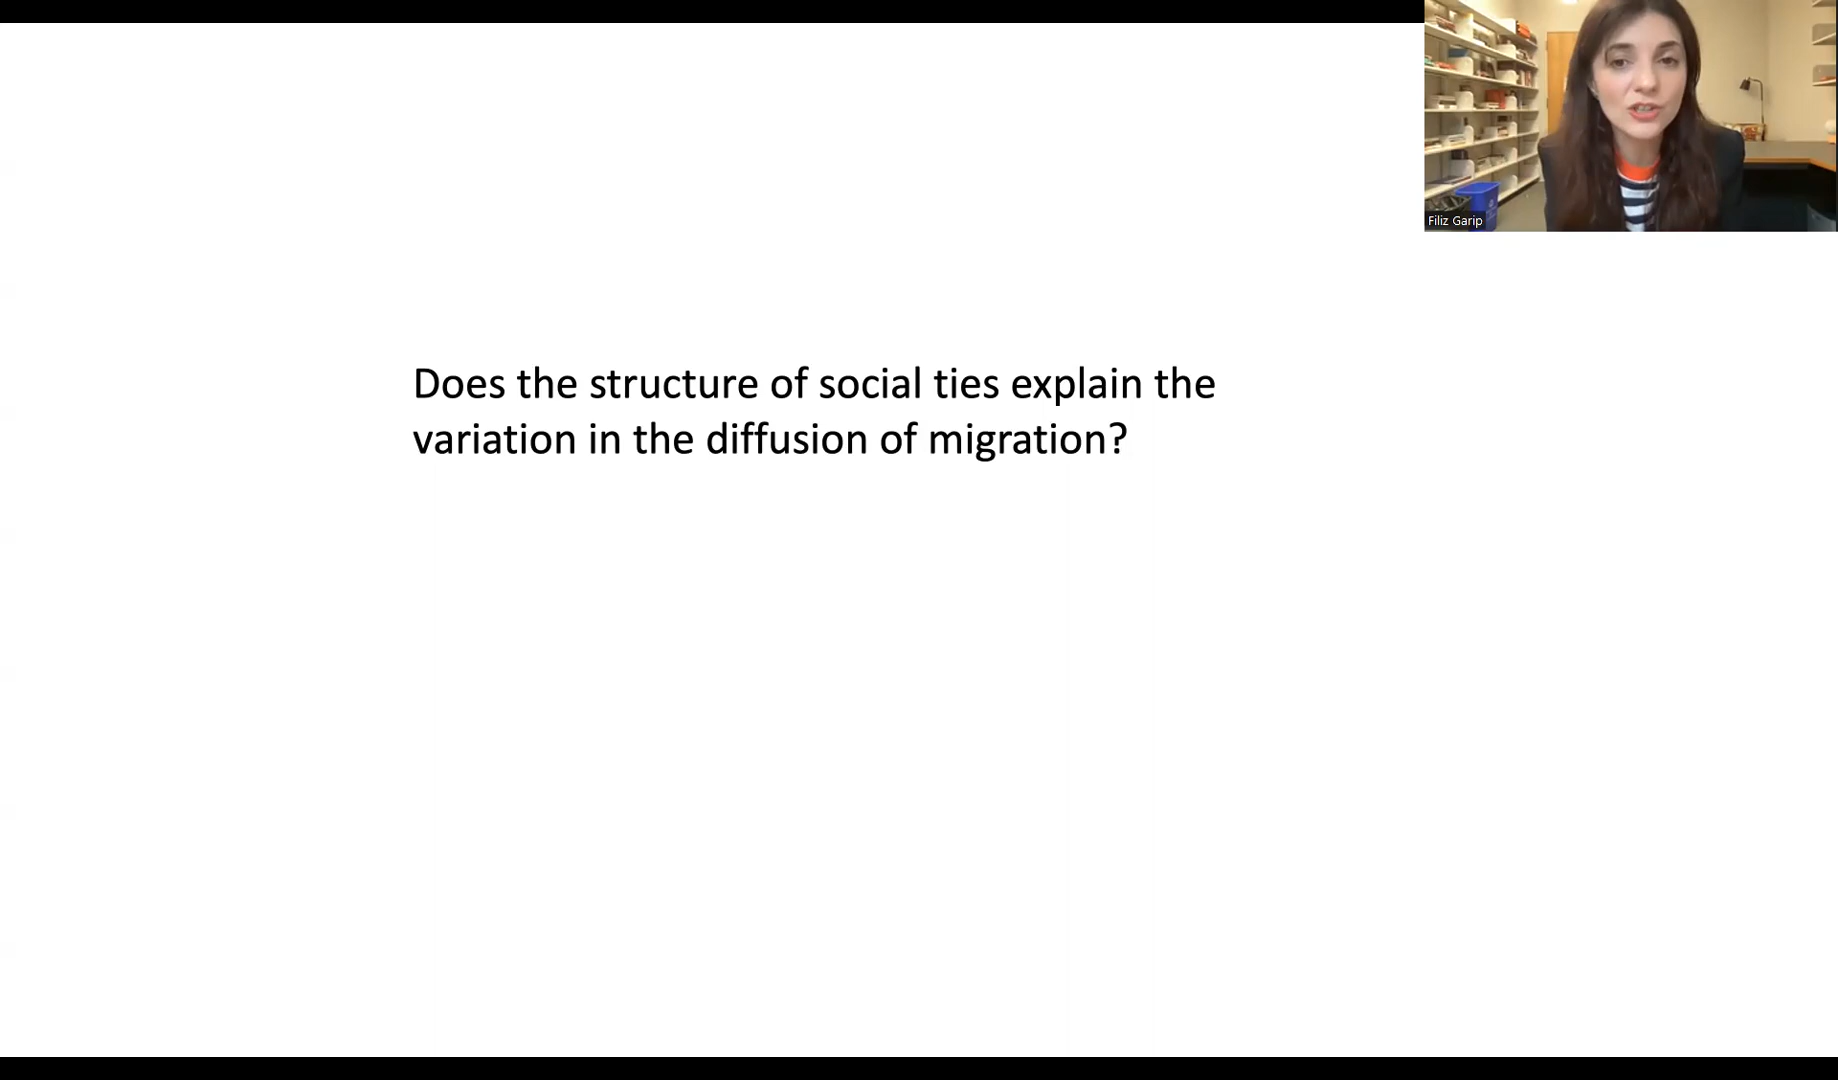 Filiz Garip
Does the structure of social ties explain the
variation in the diffusion of migration?